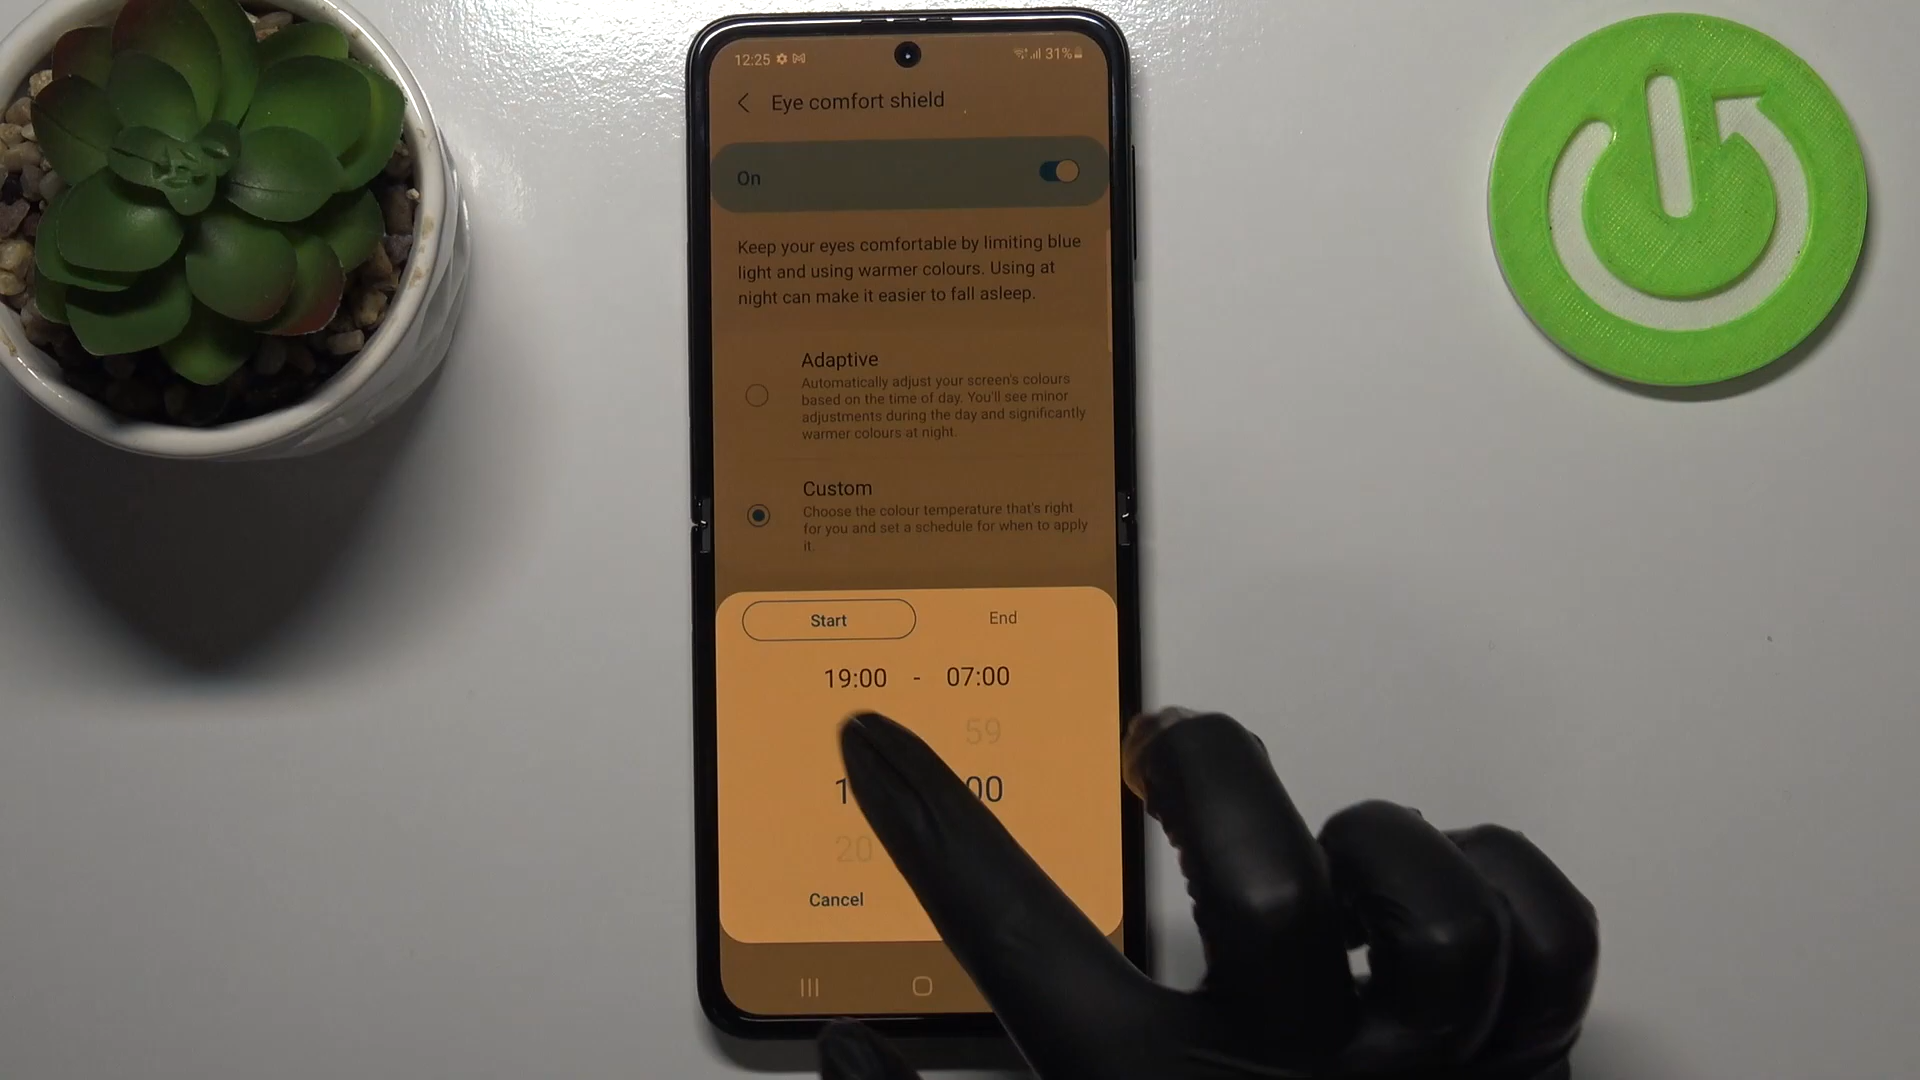 12:25
31%
Eye comfort shield
On
Keep your eyes comfortable by limiting blue
light and using warmer colours. Using at
night can make it easier to fall asleep.
Adaptive
Automatically adjust your screen's colours
based on the time of day. You'll see minor
adjustments during the day and significantly
warmer colours at night.
Custom
Choose the colour temperature that's right
for you and set a schedule for when to apply
it.
Start
End
19:00 - 07:00
59
00
20
Cancel